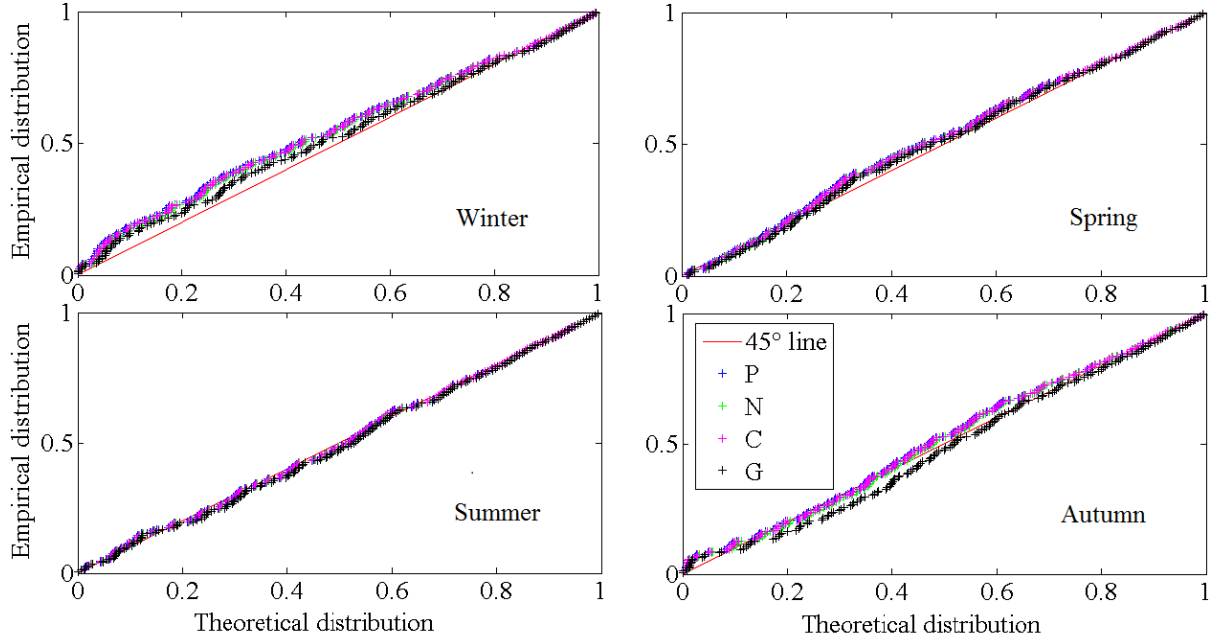 Empirical distribution
1
0.5
0
0 0.2 0.4 0.6 0.8 1
Winter
1
0.5
0
0 0.2 0.4 0.6 0.8 1
Spring
Empirical distribution
1
0.5
0
0 0.2 0.4 0.6 0.8 1
Summer
Theoretical distribution
1
0.5
0
0 0.2 0.4 0.6 0.8 1
45° line
P
N
C
G
Autumn
Theoretical distribution